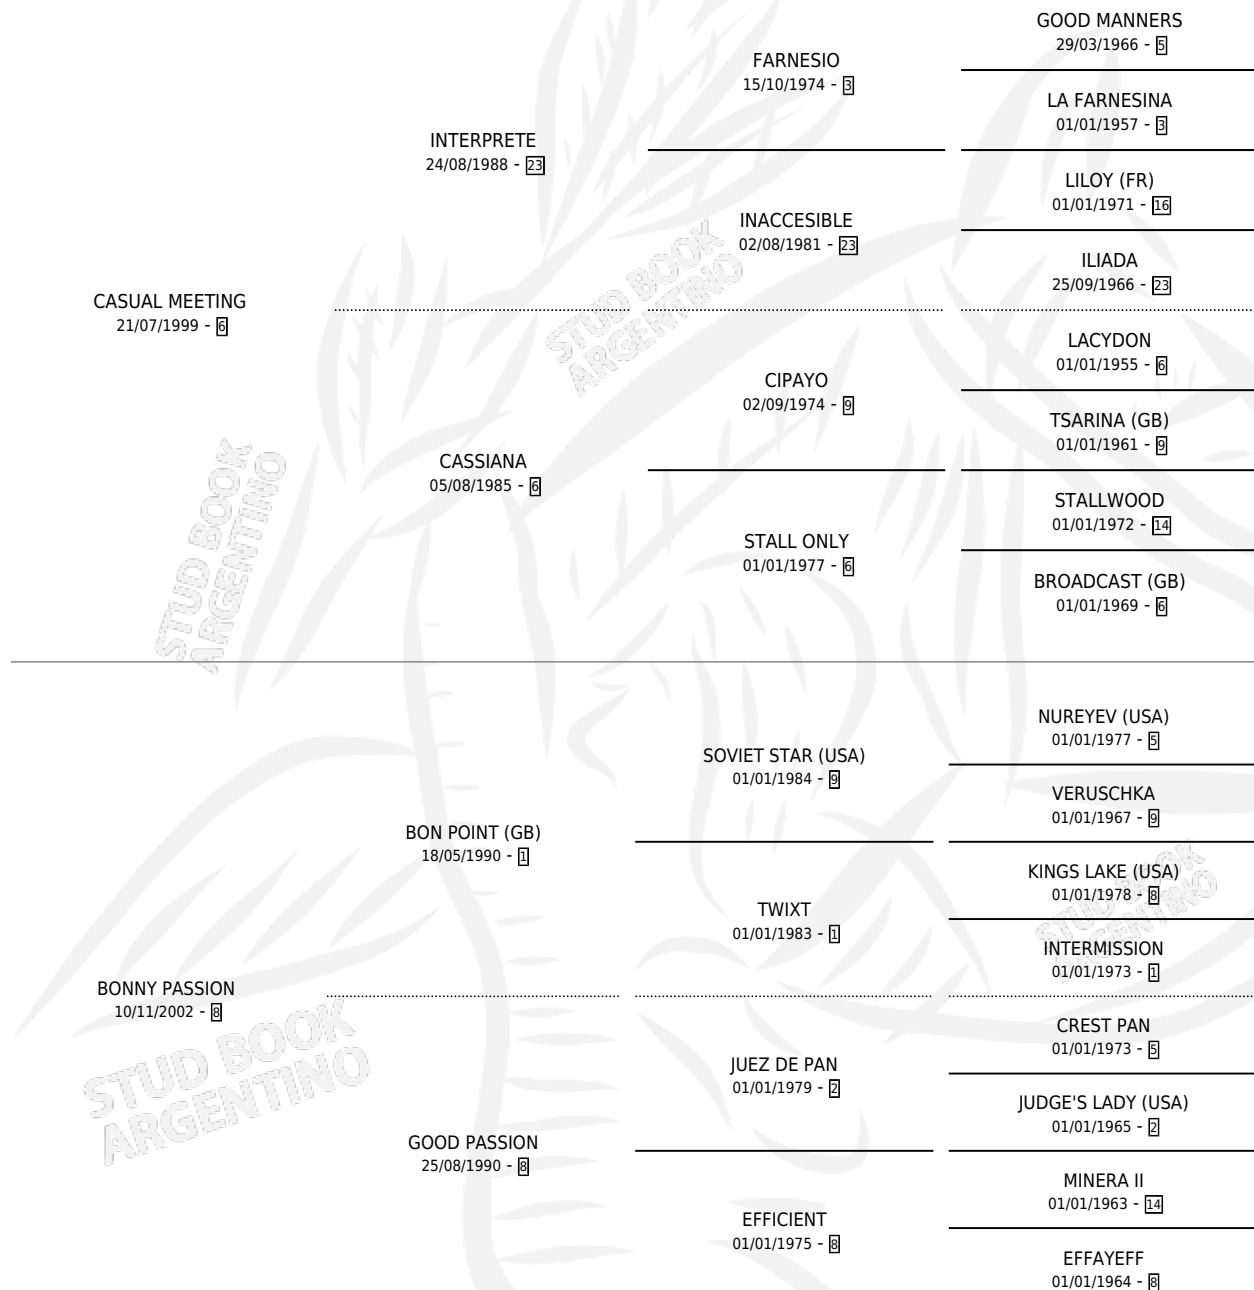 GOOD MANNERS
29/03/1966 - 5
FARNESIO
15/10/1974 - 3
LA FARNESINA
01/01/1957 - 3
INTERPRETE
24/08/1988 - 23
LILOY (FR)
01/01/1971 - 16
INACCESIBLE
02/08/1981 - 23
ILIADA
25/09/1966 - 23
CASUAL MEETING
21/07/1999 - 6
LACYDON
01/01/1955 - 6
CIPAYO
02/09/1974 - 9
TSARINA (GB)
01/01/1961 - 9
CASSIANA
05/08/1985 - 6
STALLWOOD
01/01/1972 - 14
STALL ONLY
01/01/1977 - 6
BROADCAST (GB)
01/01/1969 - 6
NUREYEV (USA)
01/01/1977 - 5
SOVIET STAR (USA)
01/01/1984 - 9
VERUSCHKA
01/01/1967 - 9
BON POINT (GB)
18/05/1990 - 1
KINGS LAKE (USA)
01/01/1978 - 8
TWIXT
01/01/1983 - 1
INTERMISSION
01/01/1973 - 1
BONNY PASSION
10/11/2002 - 8
CREST PAN
01/01/1973 - 5
JUEZ DE PAN
01/01/1979 - 2
JUDGE'S LADY (USA)
01/01/1965 - 2
GOOD PASSION
25/08/1990 - 8
MINERA II
01/01/1963 - 14
EFFICIENT
01/01/1975 - 8
EFFAYEFF
01/01/1964 - 8
STUD BOOK
ARGENTINO
STUD BOOK
ARGENTINO
STUD BOOK
ARGENTINO
STUD BOOK
ARGENTINO